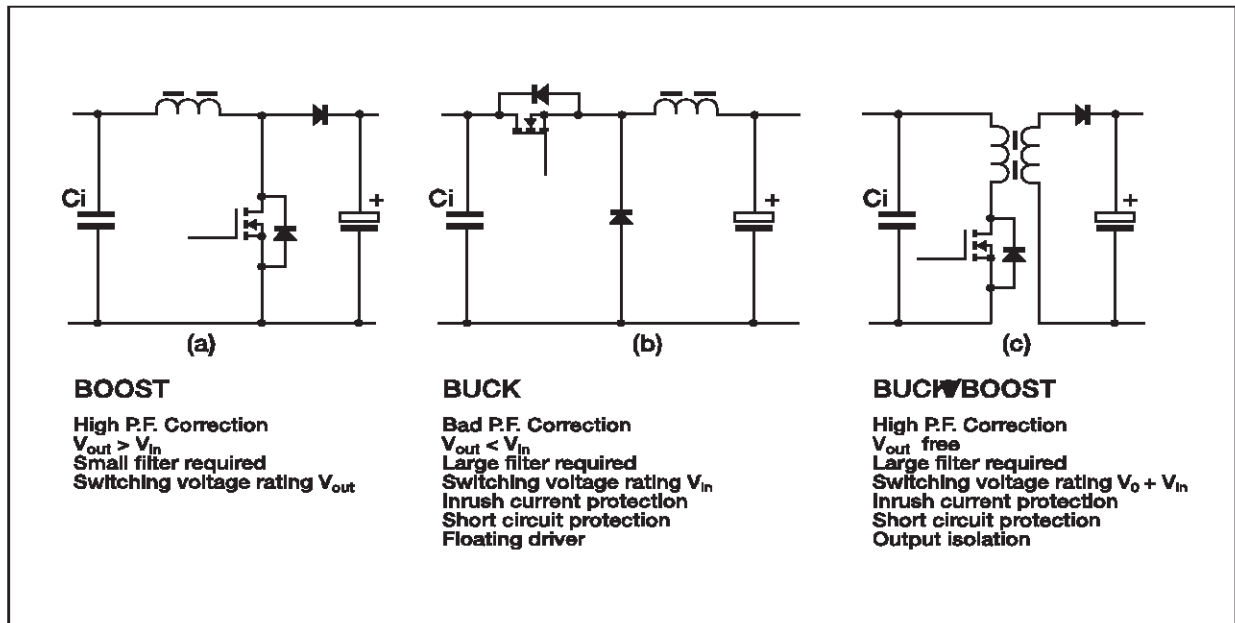 Ci
+
(a)
BOOST
High P.F. Correction
Vout > Vin
Small filter required
Switching voltage rating Vout
Ci
+
(b)
BUCK
Bad P.F. Correction
Vout < Vin
Large filter required
Switching voltage rating Vin
Inrush current protection
Short circuit protection
Floating driver
Ci
+
(c)
BUCK/BOOST
High P.F. Correction
Vout free
Large filter required
Switching voltage rating V0 + Vin
Inrush current protection
Short circuit protection
Output isolation